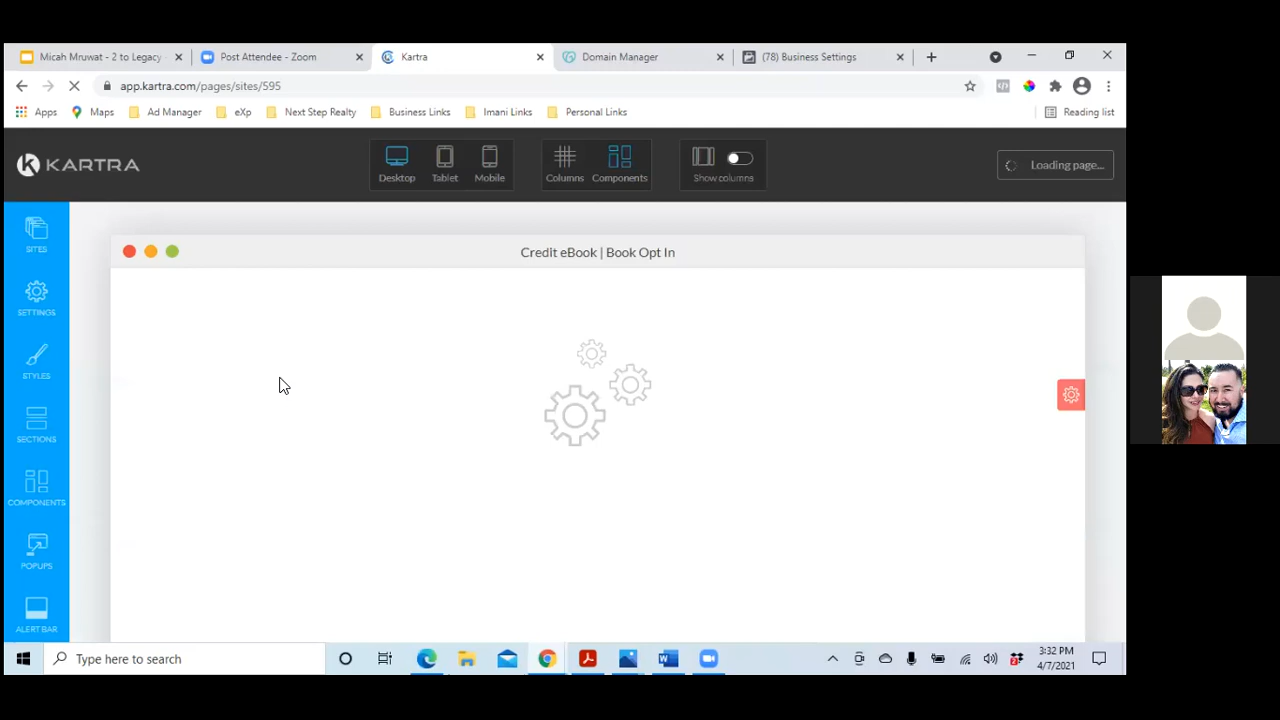 Micah Mruwat - 2 to Legacy
Post Attendee - Zoom
Kartra
Domain Manager
(78) Business Settings
app.kartra.com/pages/sites/595
Apps
Maps
Ad Manager
eXp
Next Step Realty
Business Links
Imani Links
Personal Links
Reading list
KARTRA
Desktop
Tablet
Mobile
Columns
Components
Show columns
Loading page...
SITES
SETTINGS
STYLES
SECTIONS
COMPONENTS
POPUPS
ALERT BAR
Credit eBook | Book Opt In
Type here to search
3:32 PM
4/7/2021